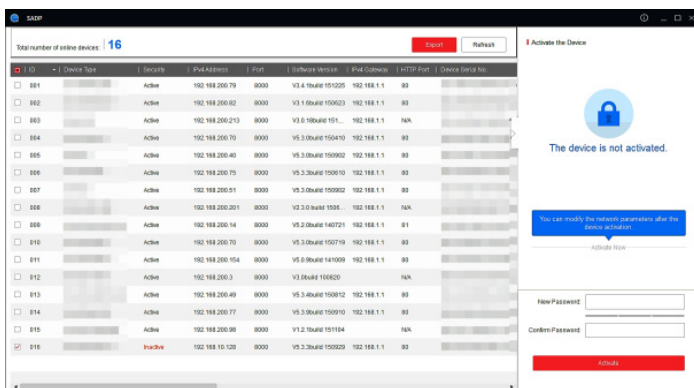 SADP
Total number of online devices: 16
Export
Refresh
ID
Device Type
Security
IPv4 Address
Port
Software Version
IPv4 Gateway
HTTP Port
Device Serial No.
001 Active 192.168.200.79 8000 V3.4.1build 151225 192.168.1.1 80
002 Active 192.168.200.82 8000 V3.1.6build 150623 192.168.1.1 80
003 Active 192.168.200.213 8000 V3.0.18build 151... 192.168.1.1 N/A
004 Active 192.168.200.70 8000 V5.3.0build 150410 192.168.1.1 80
005 Active 192.168.200.40 8000 V5.3.0build 150902 192.168.1.1 80
006 Active 192.168.200.75 8000 V5.3.3build 150610 192.168.1.1 80
007 Active 192.168.200.51 8000 V5.3.0build 150902 192.168.1.1 80
008 Active 192.168.200.201 8000 V2.3.0 build 1506... 192.168.1.1 N/A
009 Active 192.168.200.14 8000 V5.2.0build 140721 192.168.1.1 81
010 Active 192.168.200.70 8000 V5.3.0build 150719 192.168.1.1 80
011 Active 192.168.200.154 8000 V5.0.9build 141009 192.168.1.1 80
012 Active 192.168.200.3 8000 V3.0build 100820 N/A
013 Active 192.168.200.49 8000 V5.3.4build 150812 192.168.1.1 80
014 Active 192.168.200.77 8000 V5.3.9build 150910 192.168.1.1 80
015 Active 192.168.200.98 8000 V1.2.1build 151104 N/A
016 Inactive 192.168.10.128 8000 V5.3.3build 150929 192.168.1.1 80
Activate the Device
The device is not activated.
You can modify the network parameters after the
device activation.
Activate Now
New Password:
Confirm Password:
Activate